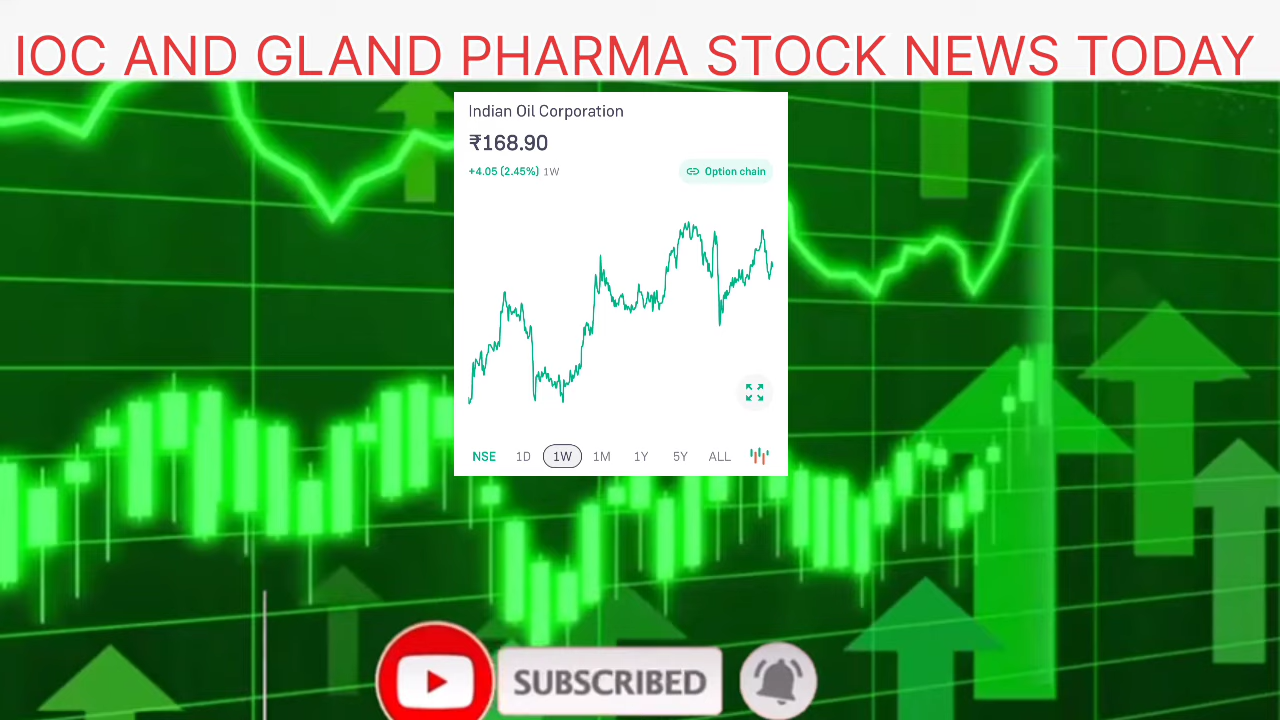 IOC AND GLAND PHARMA STOCK NEWS TODAY
Indian Oil Corporation
₹168.90
+4.05 (2.45%) 1W
Option chain
NSE 1D 1W 1M 1Y 5Y ALL
SUBSCRIBED